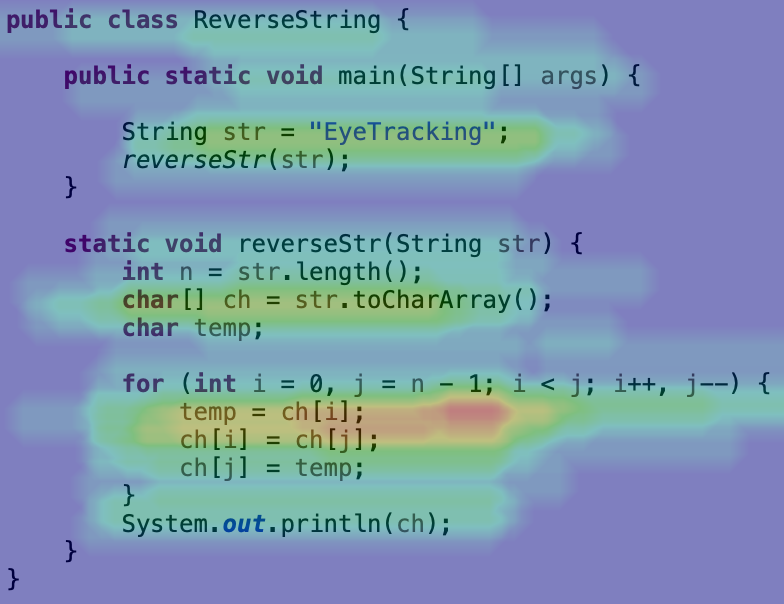 public class ReverseString {
public static void main(String[] args) {
String str = "EyeTracking";
reverseStr(str);
}
static void reverseStr(String str) {
int n = str.length();
char[] ch = str.toCharArray();
char temp;
for (int i = 0, j = n - 1; i < j; i++, j--) {
temp = ch[i];
ch[i] = ch[j];
ch[j] = temp;
}
System.out.println(ch);
}
}